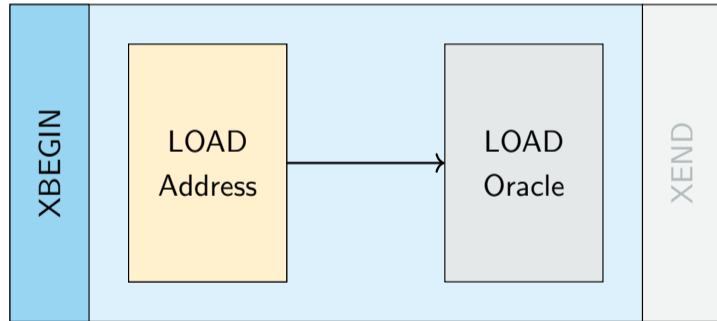 XBEGIN
LOAD
Address
LOAD
Oracle
XEND